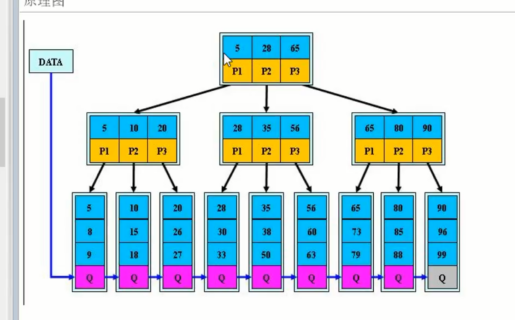 原理图
5 28 65
DATA
P1 P2 P3
5 10 20 28 35 56 65 80 90
P1 P2 P3 P1 P2 P3 P1 P2 P3
5 10 20 28 35 56 65 80 90
8 15 26 30 38 60 73 85 96
9 18 27 33 50 63 79 88 99
Q Q Q Q Q Q Q Q Q